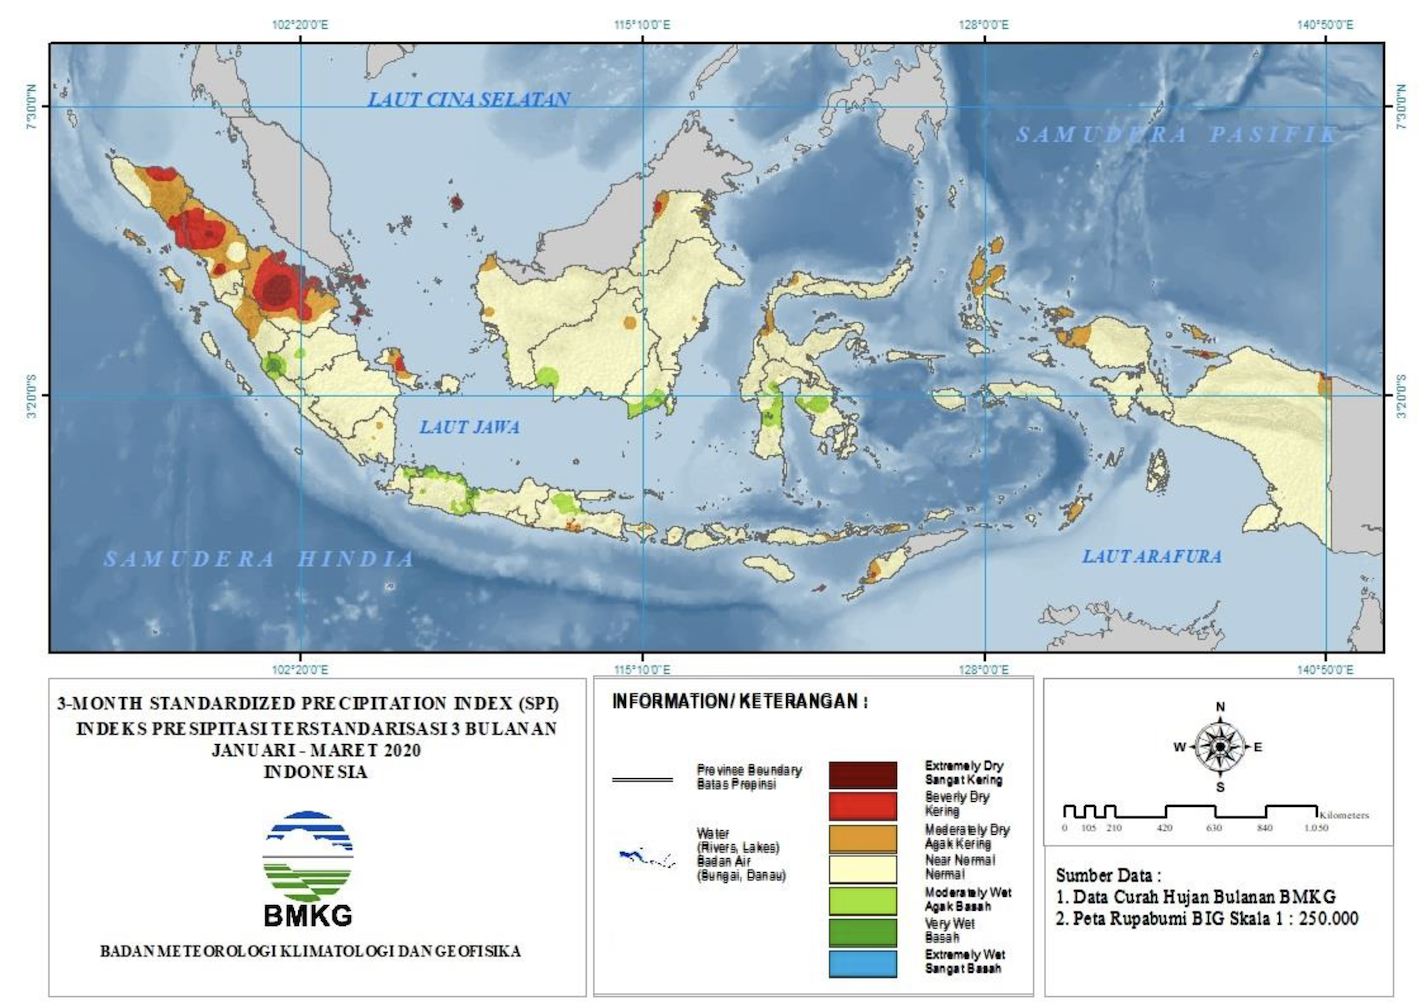 102°20'0"E 115°10'0"E 128°0'0"E 140°50'0"E
7°30'0"N
7°30'0"N
LAUT CINA SELATAN
SAMUDERA PASIFIK
3°20'0"S
3°20'0"S
LAUT JAWA
SAMUDERA HINDIA
LAUT ARAFURA
102°20'0"E 115°10'0"E 128°0'0"E 140°50'0"E
3-MONTH STANDARDIZED PRECIPITATION INDEX (SPI)
INDEKS PRESIPITASI TERSTANDARISASI 3 BULANAN
JANUARI - MARET 2020
INDONESIA
BMKG
BADAN METEOROLOGI KLIMATOLOGI DAN GEOFISIKA
INFORMATION/ KETERANGAN :
Province Boundary
Batas Propinsi
Water
(Rivers, Lakes)
Badan Air
(Sungai, Danau)
Extremely Dry
Sangat Kering
Severly Dry
Kering
Moderately Dry
Agak Kering
Near Normal
Normal
Moderately Wet
Agak Basah
Very Wet
Basah
Extremely Wet
Sangat Basah
N
W E
S
Kilometers
0 105 210 420 630 840 1.050
Sumber Data :
1. Data Curah Hujan Bulanan BMKG
2. Peta Rupabumi BIG Skala 1 : 250.000